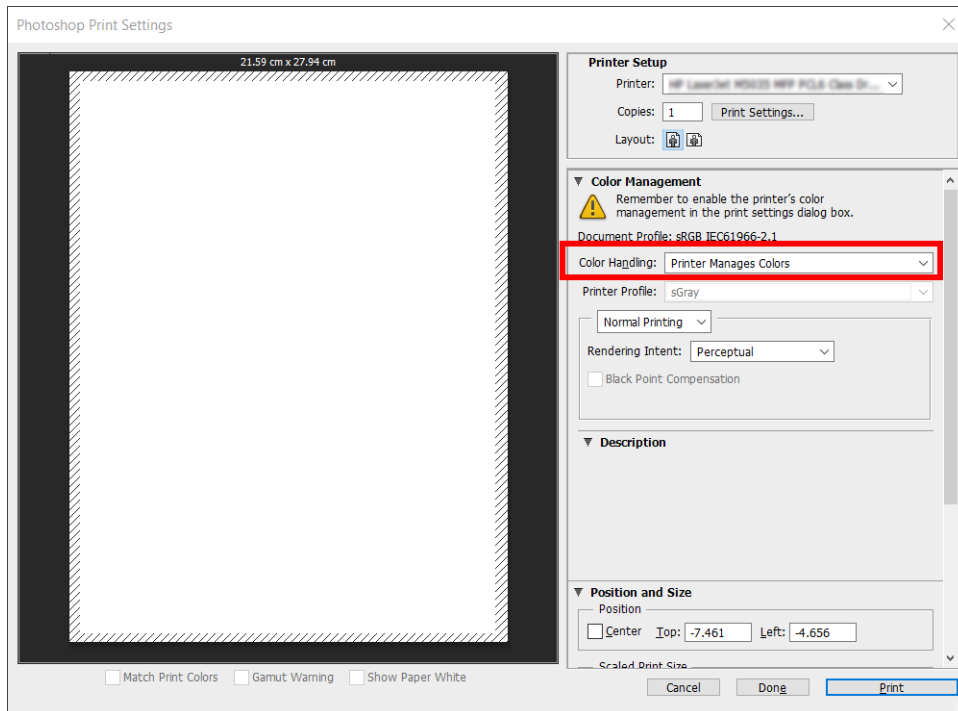 Photoshop Print Settings
21.59 cm x 27.94 cm
Printer Setup
Printer:
Copies: 1 Print Settings...
Layout:
Color Management
Remember to enable the printer's color
management in the print settings dialog box.
Document Profile: sRGB IEC61966-2.1
Color Handling: Printer Manages Colors
Printer Profile: sGray
Normal Printing
Rendering Intent: Perceptual
Black Point Compensation
Description
Position and Size
Position
Center Top: -7.461 Left: -4.656
Scaled Print Size
Match Print Colors Gamut Warning Show Paper White
Cancel Done Print